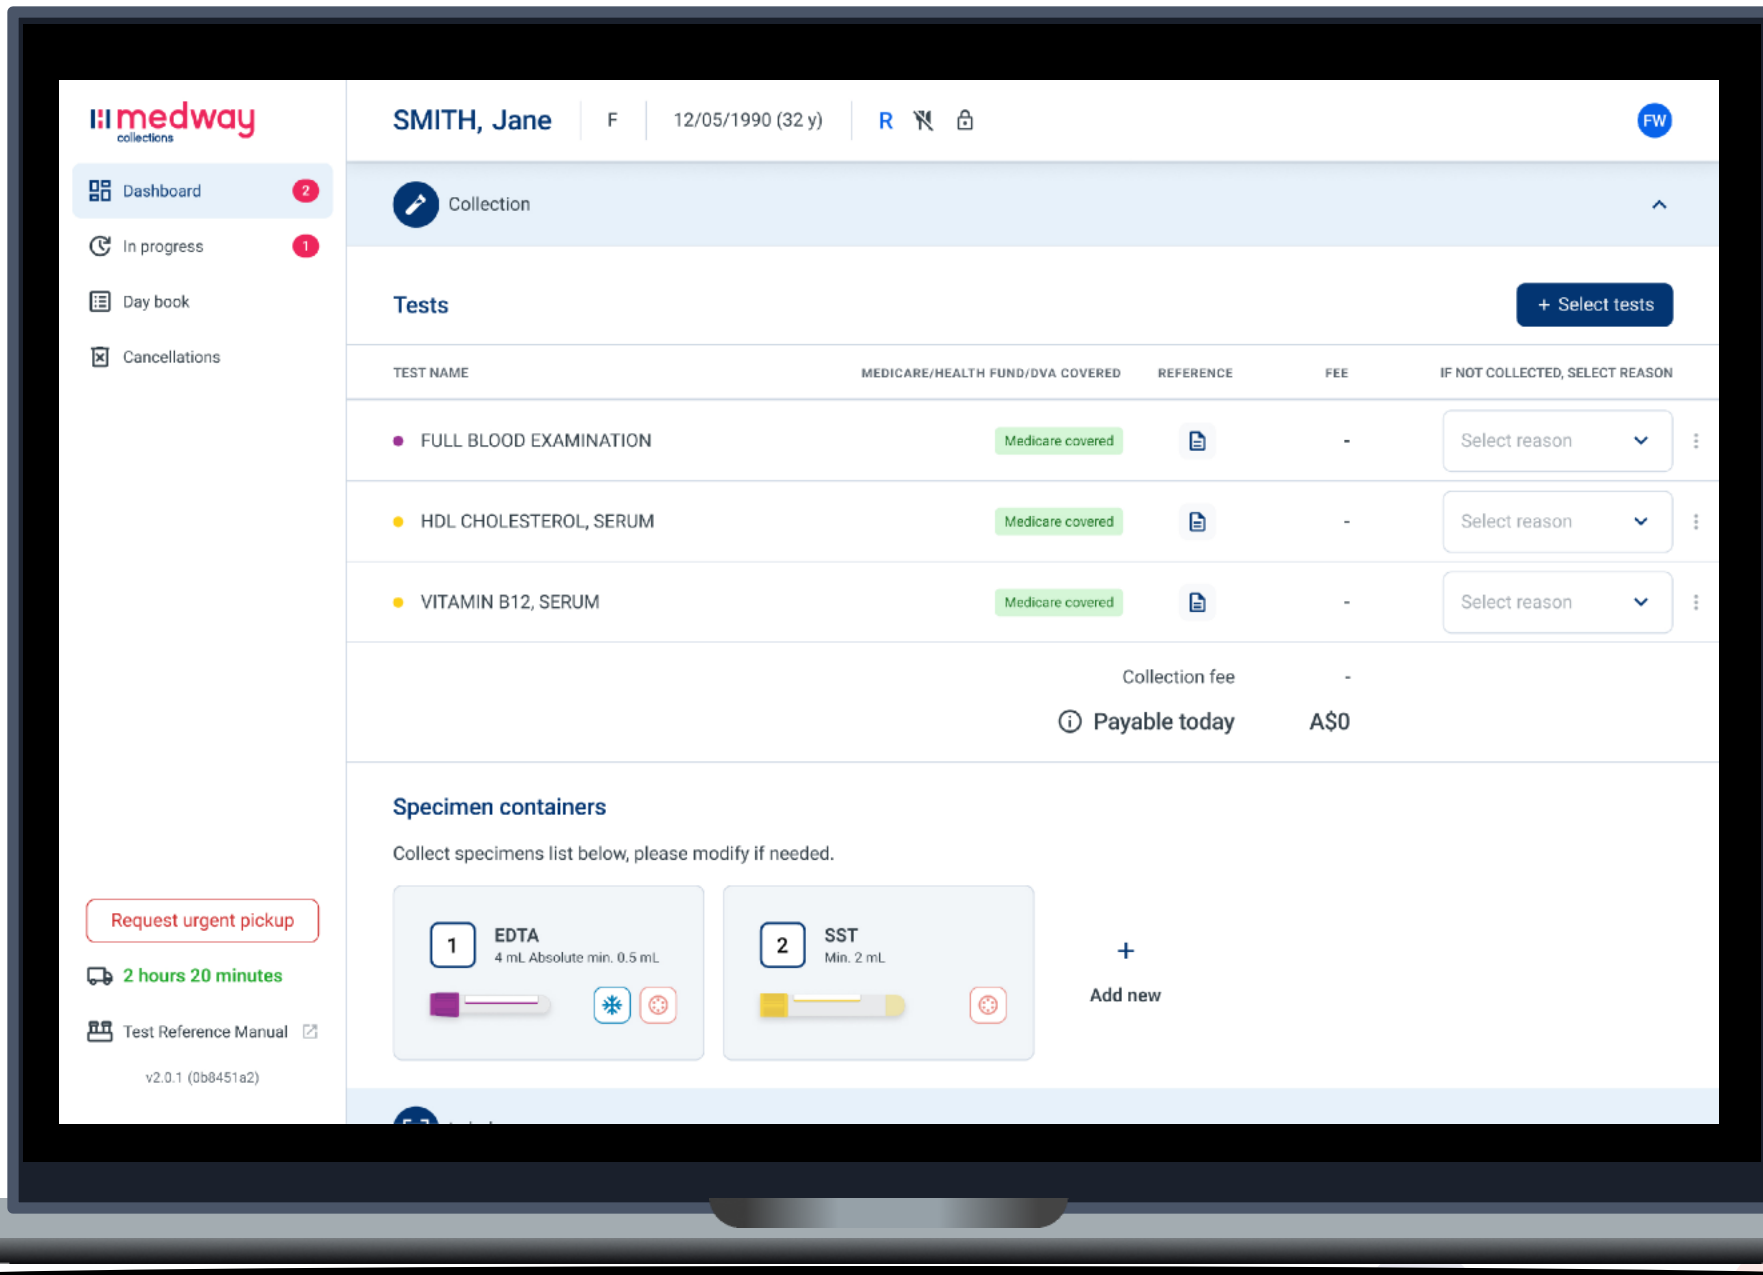 medway
collections
Dashboard 2
In progress 1
Day book
Cancellations
Request urgent pickup
2 hours 20 minutes
Test Reference Manual
v2.0.1 (0b8451a2)
SMITH, Jane F 12/05/1990 (32 y) R FW
Collection
Tests + Select tests
TEST NAME MEDICARE/HEALTH FUND/DVA COVERED REFERENCE FEE IF NOT COLLECTED, SELECT REASON
FULL BLOOD EXAMINATION Medicare covered - Select reason
HDL CHOLESTEROL, SERUM Medicare covered - Select reason
VITAMIN B12, SERUM Medicare covered - Select reason
Collection fee -
Payable today A$0
Specimen containers
Collect specimens list below, please modify if needed.
1 EDTA
4 mL Absolute min. 0.5 mL
2 SST
Min. 2 mL
+
Add new